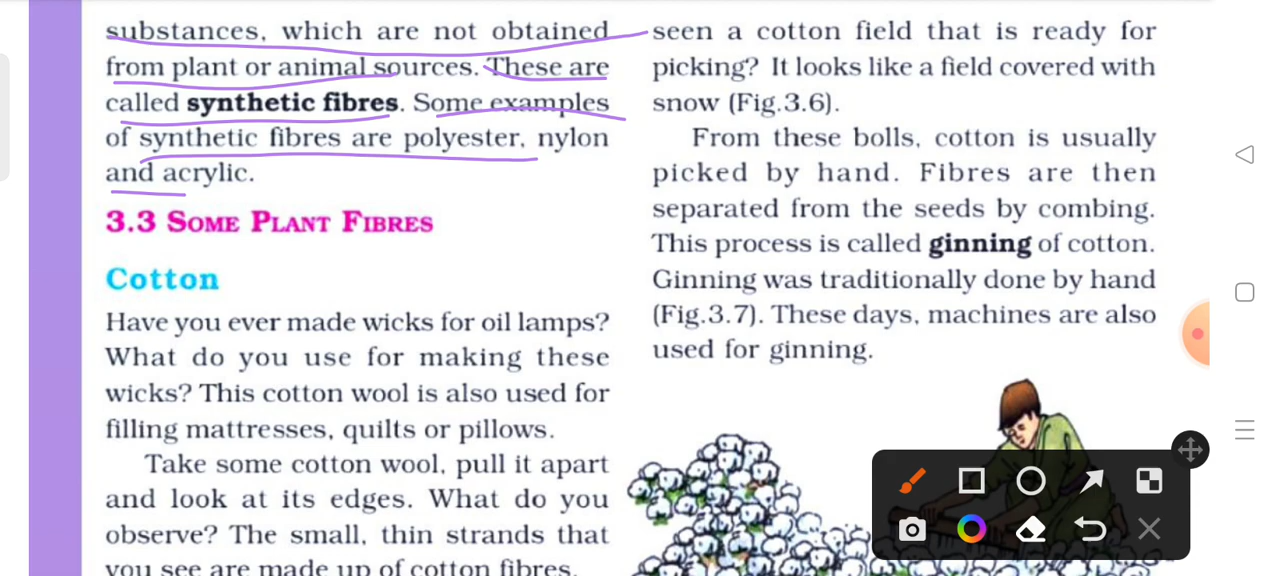 substances, which are not obtained
from plant or animal sources. These are
called synthetic fibres. Some examples
of synthetic fibres are polyester, nylon
and acrylic.
3.3 SOME PLANT FIBRES
Cotton
Have you ever made wicks for oil lamps?
What do you use for making these
wicks? This cotton wool is also used for
filling mattresses, quilts or pillows.
Take some cotton wool, pull it apart
and look at its edges. What do you
observe? The small, thin strands that
you see are made up of cotton fibres.
seen a cotton field that is ready for
picking? It looks like a field covered with
snow (Fig.3.6).
From these bolls, cotton is usually
picked by hand. Fibres are then
separated from the seeds by combing.
This process is called ginning of cotton.
Ginning was traditionally done by hand
(Fig.3.7). These days, machines are also
used for ginning.